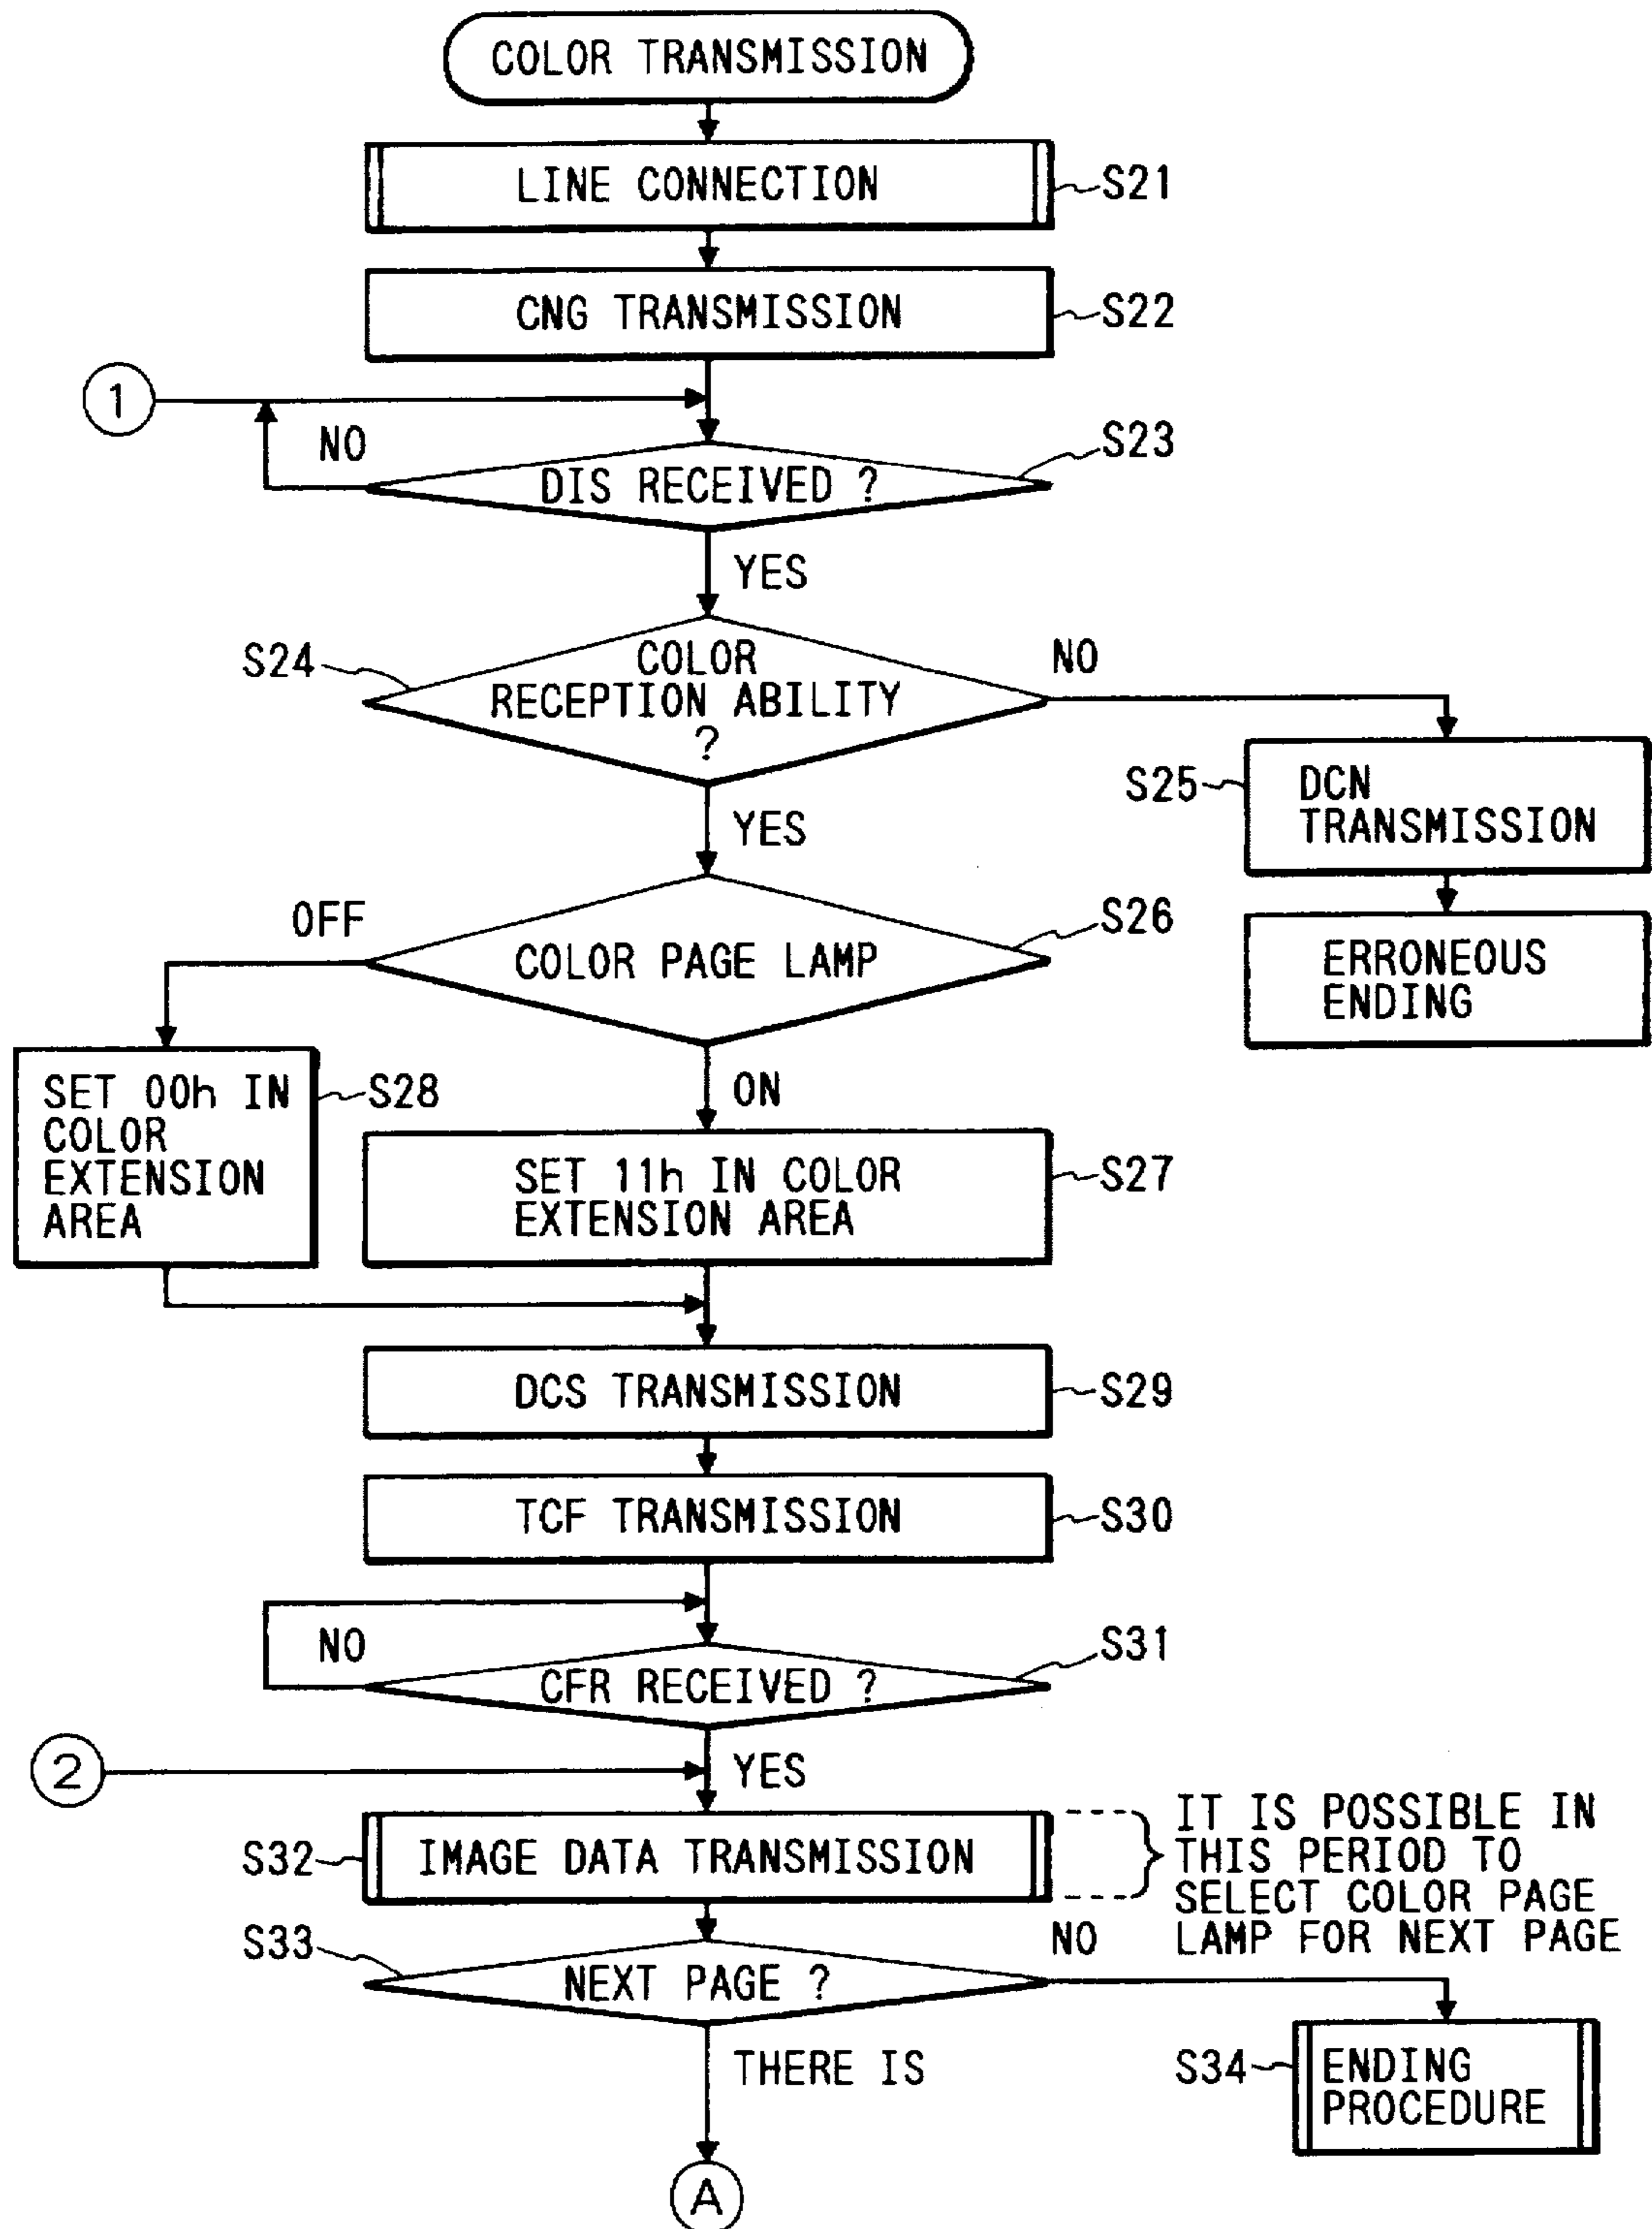 COLOR TRANSMISSION
LINE CONNECTION
S21
CNG TRANSMISSION
S22
1
NO
S23
DIS RECEIVED ?
YES
S24
COLOR
RECEPTION ABILITY
?
NO
S25
DCN
TRANSMISSION
YES
OFF
S26
COLOR PAGE LAMP
ERRONEOUS
ENDING
SET 00h IN
COLOR
EXTENSION
AREA
S28
ON
SET 11h IN COLOR
EXTENSION AREA
S27
DCS TRANSMISSION
S29
TCF TRANSMISSION
S30
NO
S31
CFR RECEIVED ?
2
YES
S32
IMAGE DATA TRANSMISSION
IT IS POSSIBLE IN
THIS PERIOD TO
SELECT COLOR PAGE
LAMP FOR NEXT PAGE
S33
NO
NEXT PAGE ?
THERE IS
S34
ENDING
PROCEDURE
A